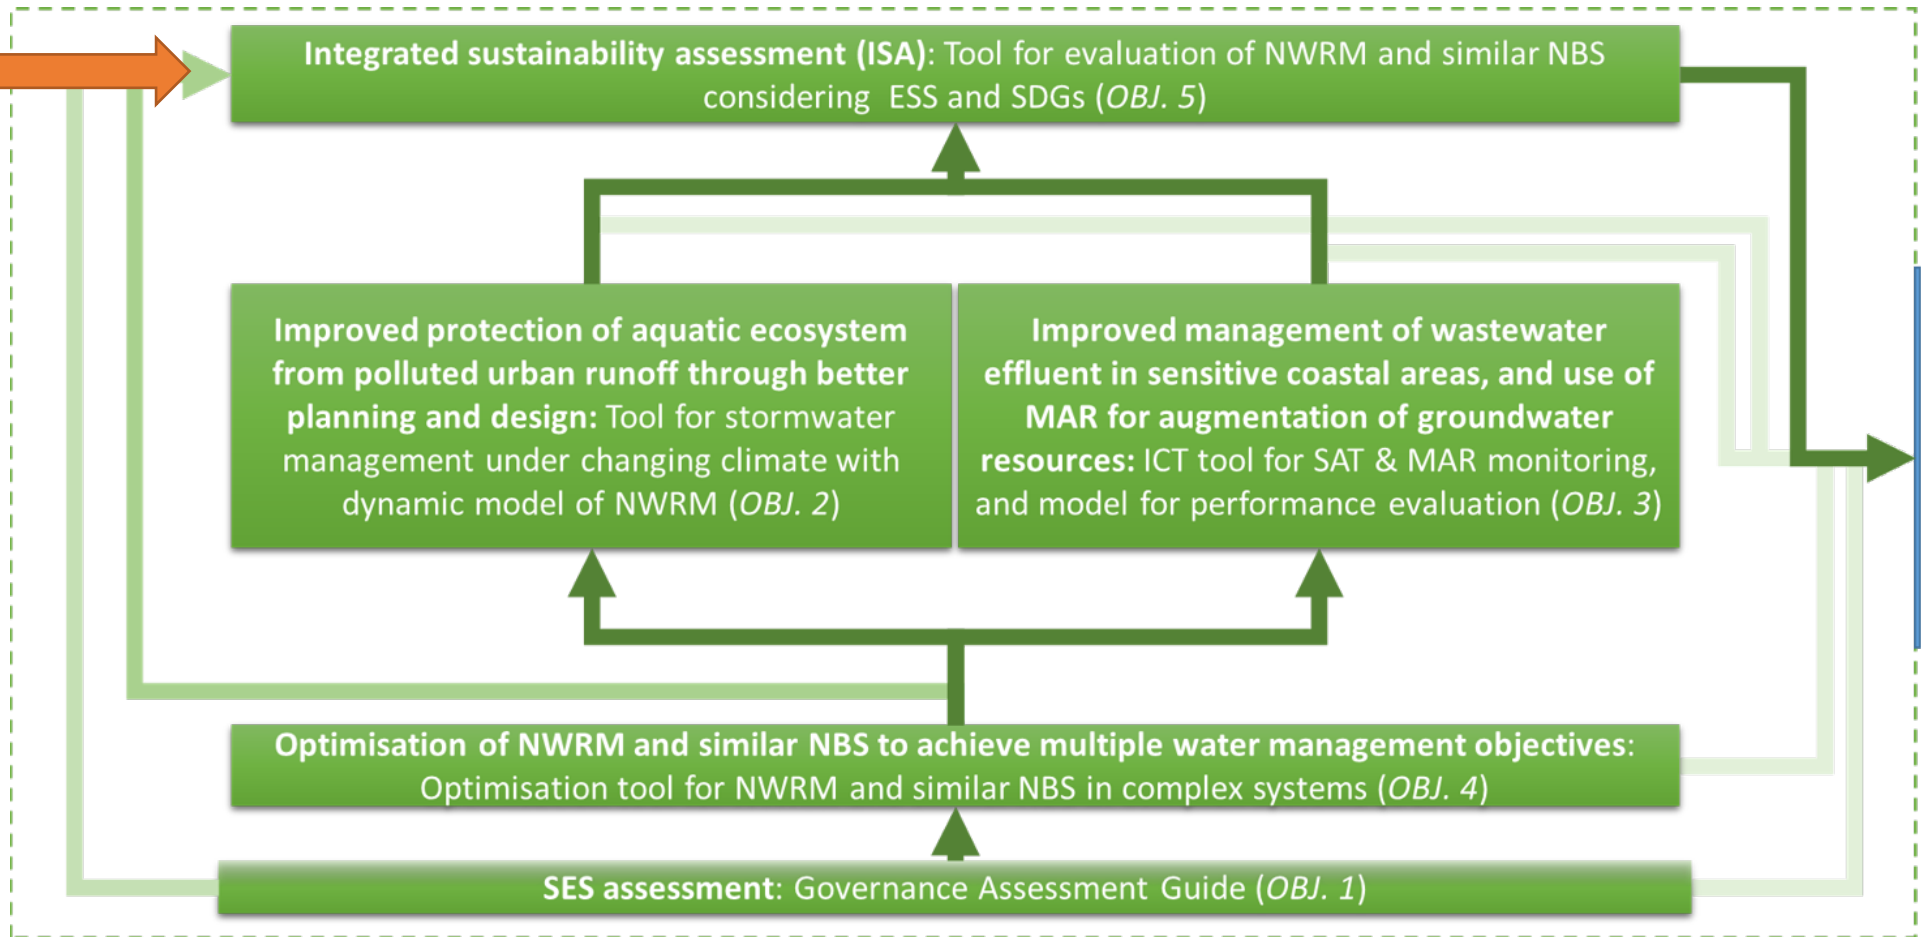 Integrated sustainability assessment (ISA): Tool for evaluation of NWRM and similar NBS
considering ESS and SDGs (OBJ. 5)
Improved protection of aquatic ecosystem
from polluted urban runoff through better
planning and design: Tool for stormwater
management under changing climate with
dynamic model of NWRM (OBJ. 2)
Improved management of wastewater
effluent in sensitive coastal areas, and use of
MAR for augmentation of groundwater
resources: ICT tool for SAT & MAR monitoring,
and model for performance evaluation (OBJ. 3)
Optimisation of NWRM and similar NBS to achieve multiple water management objectives:
Optimisation tool for NWRM and similar NBS in complex systems (OBJ. 4)
SES assessment: Governance Assessment Guide (OBJ. 1)